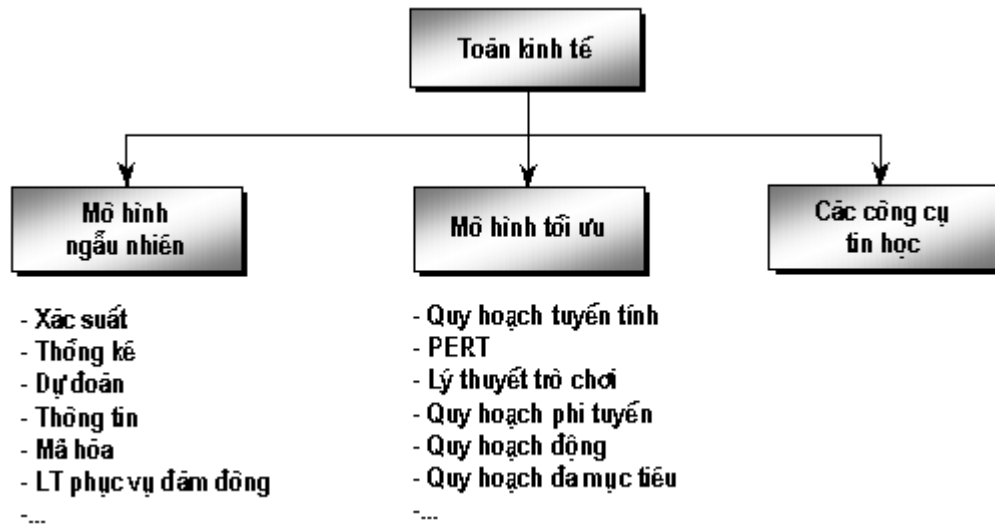 Toán kinh tế
Mô hình
ngẫu nhiên
Mô hình tối ưu
Các công cụ
tin học
- Xác suất
- Thống kê
- Dự đoán
- Thông tin
- Mã hóa
- LT phục vụ đám đông
-...
- Quy hoạch tuyến tính
- PERT
- Lý thuyết trò chơi
- Quy hoạch phi tuyến
- Quy hoạch động
- Quy hoạch đa mục tiêu
-...